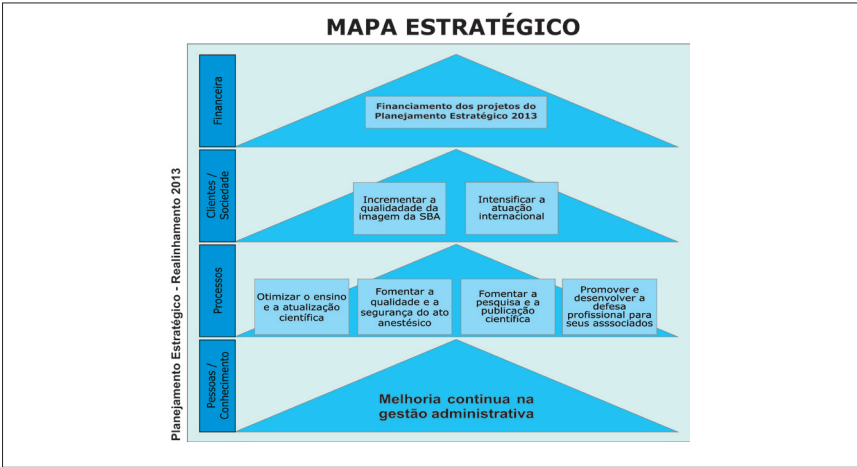 MAPA ESTRATÉGICO
Planejamento Estratégico - Realinhamento 2013
Financeira
Financiamento dos projetos do
Planejamento Estratégico 2013
Clientes /
Sociedade
Incrementar a
qualidadade da
imagem da SBA
Intensificar a
atuação
internacional
Processos
Otimizar o ensino
e a atualização
científica
Fomentar a
qualidade e a
segurança do ato
anestésico
Fomentar a
pesquisa e a
publicação
científica
Promover e
desenvolver a
defesa
profissional para
seus asssociados
Pessoas /
Conhecimento
Melhoria continua na
gestão administrativa